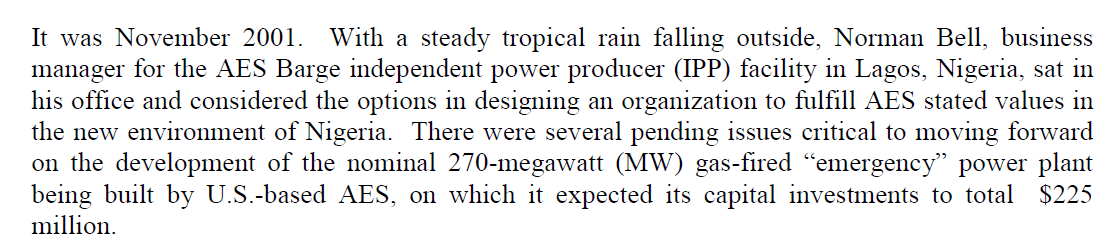 It was November 2001.  With a steady tropical rain falling outside, Norman Bell, business
manager for the AES Barge independent power producer (IPP) facility in Lagos, Nigeria, sat in
his office and considered the options in designing an organization to fulfill AES stated values in
the new environment of Nigeria.  There were several pending issues critical to moving forward
on the development of the nominal 270-megawatt (MW) gas-fired “emergency” power plant
being built by U.S.-based AES, on which it expected its capital investments to total  $225
million.